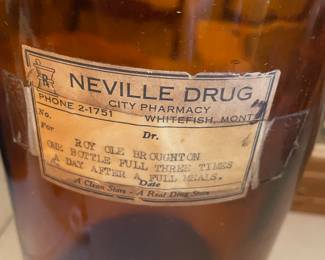 R
NEVILLE DRUG
CITY PHARMACY
PHONE 2-1751 WHITEFISH, MONT
No. Dr.
For ROY OLE BROUGHTON
ONE BOTTLE FULL THREE TIMES
A DAY AFTER A FULL MEALS.
Date
A Clean Store - A Real Drug Store